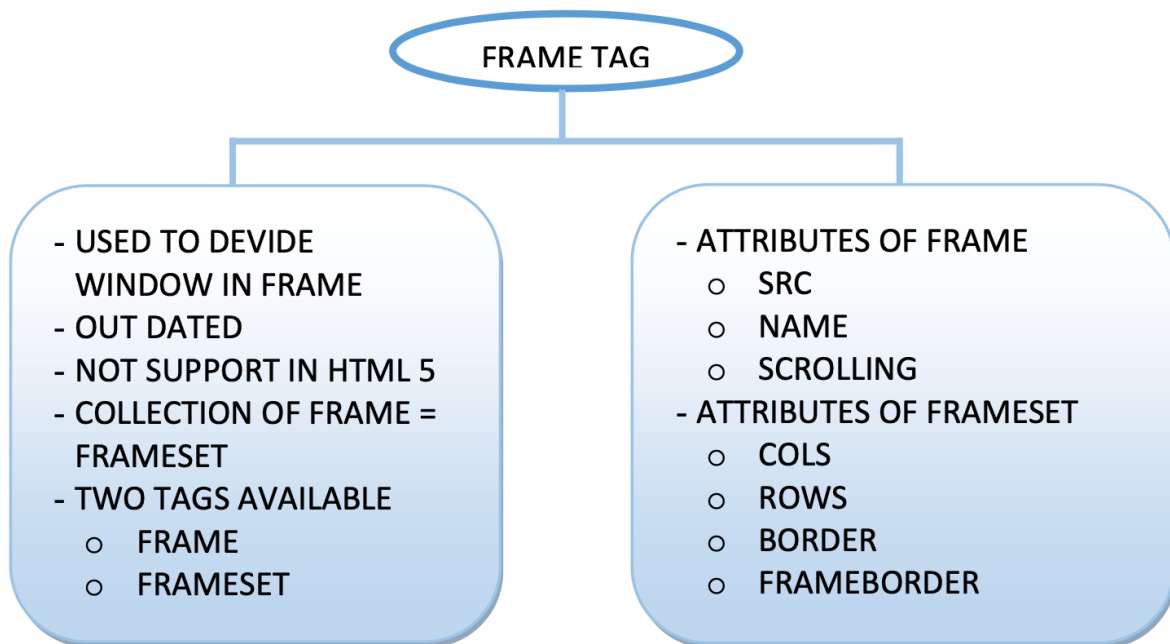 FRAME TAG
- USED TO DEVIDE
WINDOW IN FRAME
- OUT DATED
- NOT SUPPORT IN HTML 5
- COLLECTION OF FRAME =
FRAMESET
- TWO TAGS AVAILABLE
o FRAME
o FRAMESET
- ATTRIBUTES OF FRAME
o SRC
o NAME
o SCROLLING
- ATTRIBUTES OF FRAMESET
o COLS
o ROWS
o BORDER
o FRAMEBORDER